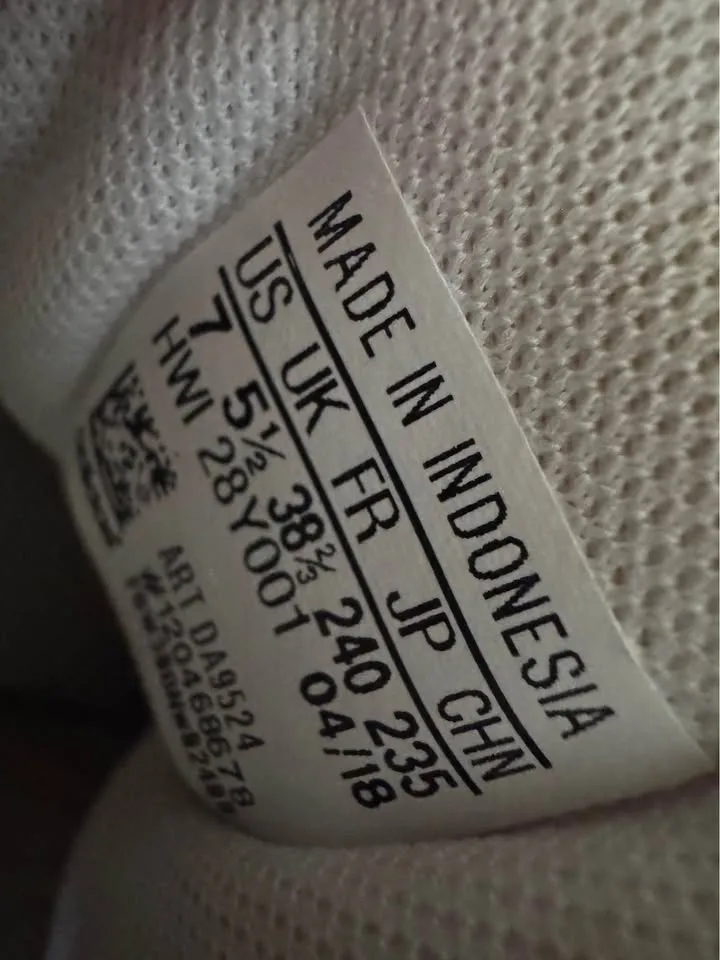 MADE IN INDONESIA
US UK FR JP CHN
7 5½ 38⅔ 240 235
HWI 28Y001 04/18
ART DA9524
#120468678